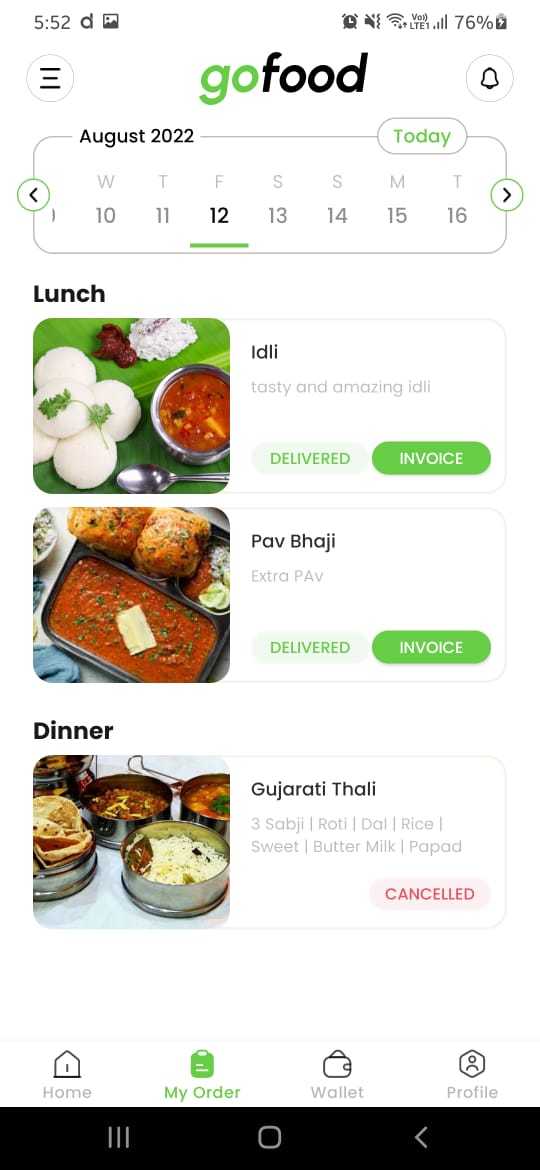 5:52 d Vo)) LTE1 76%
gofood
August 2022 Today
W T F S S M T
10 11 12 13 14 15 16
Lunch
Idli
tasty and amazing idli
DELIVERED INVOICE
Pav Bhaji
Extra PAv
DELIVERED INVOICE
Dinner
Gujarati Thali
3 Sabji | Roti | Dal | Rice |
Sweet | Butter Milk | Papad
CANCELLED
Home My Order Wallet Profile